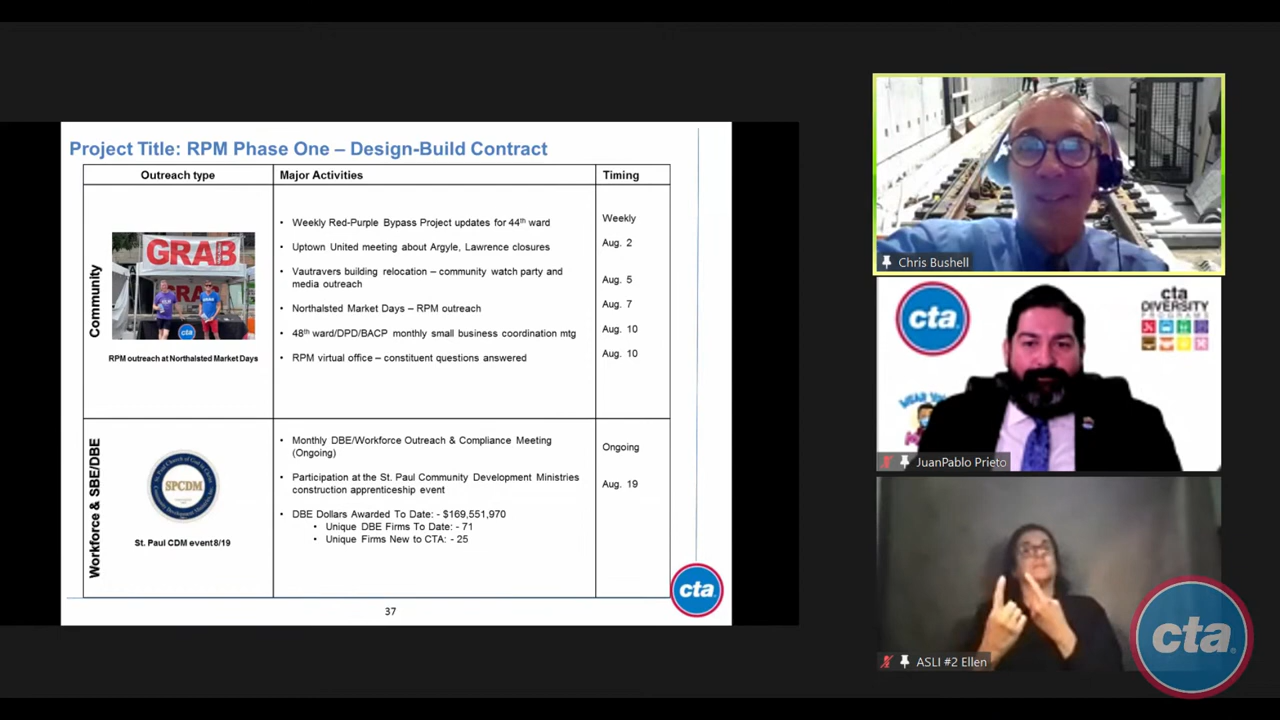 Project Title: RPM Phase One – Design-Build Contract
Outreach type
Major Activities
Timing
Community
GRAB
GRAB
cta
RPM outreach at Northalsted Market Days
• Weekly Red-Purple Bypass Project updates for 44th ward
Weekly
• Uptown United meeting about Argyle, Lawrence closures
Aug. 2
• Vautravers building relocation – community watch party and
media outreach
Aug. 5
• Northalsted Market Days – RPM outreach
Aug. 7
• 48th ward/DPD/BACP monthly small business coordination mtg
Aug. 10
• RPM virtual office – constituent questions answered
Aug. 10
Workforce & SBE/DBE
SPCDM
St. Paul CDM event 8/19
• Monthly DBE/Workforce Outreach & Compliance Meeting
(Ongoing)
Ongoing
• Participation at the St. Paul Community Development Ministries
construction apprenticeship event
Aug. 19
• DBE Dollars Awarded To Date: - $169,551,970
• Unique DBE Firms To Date: - 71
• Unique Firms New to CTA: - 25
cta
37
Chris Bushell
cta
cta
DIVERSITY
PROGRAMS
JuanPablo Prieto
ASLI #2 Ellen
cta